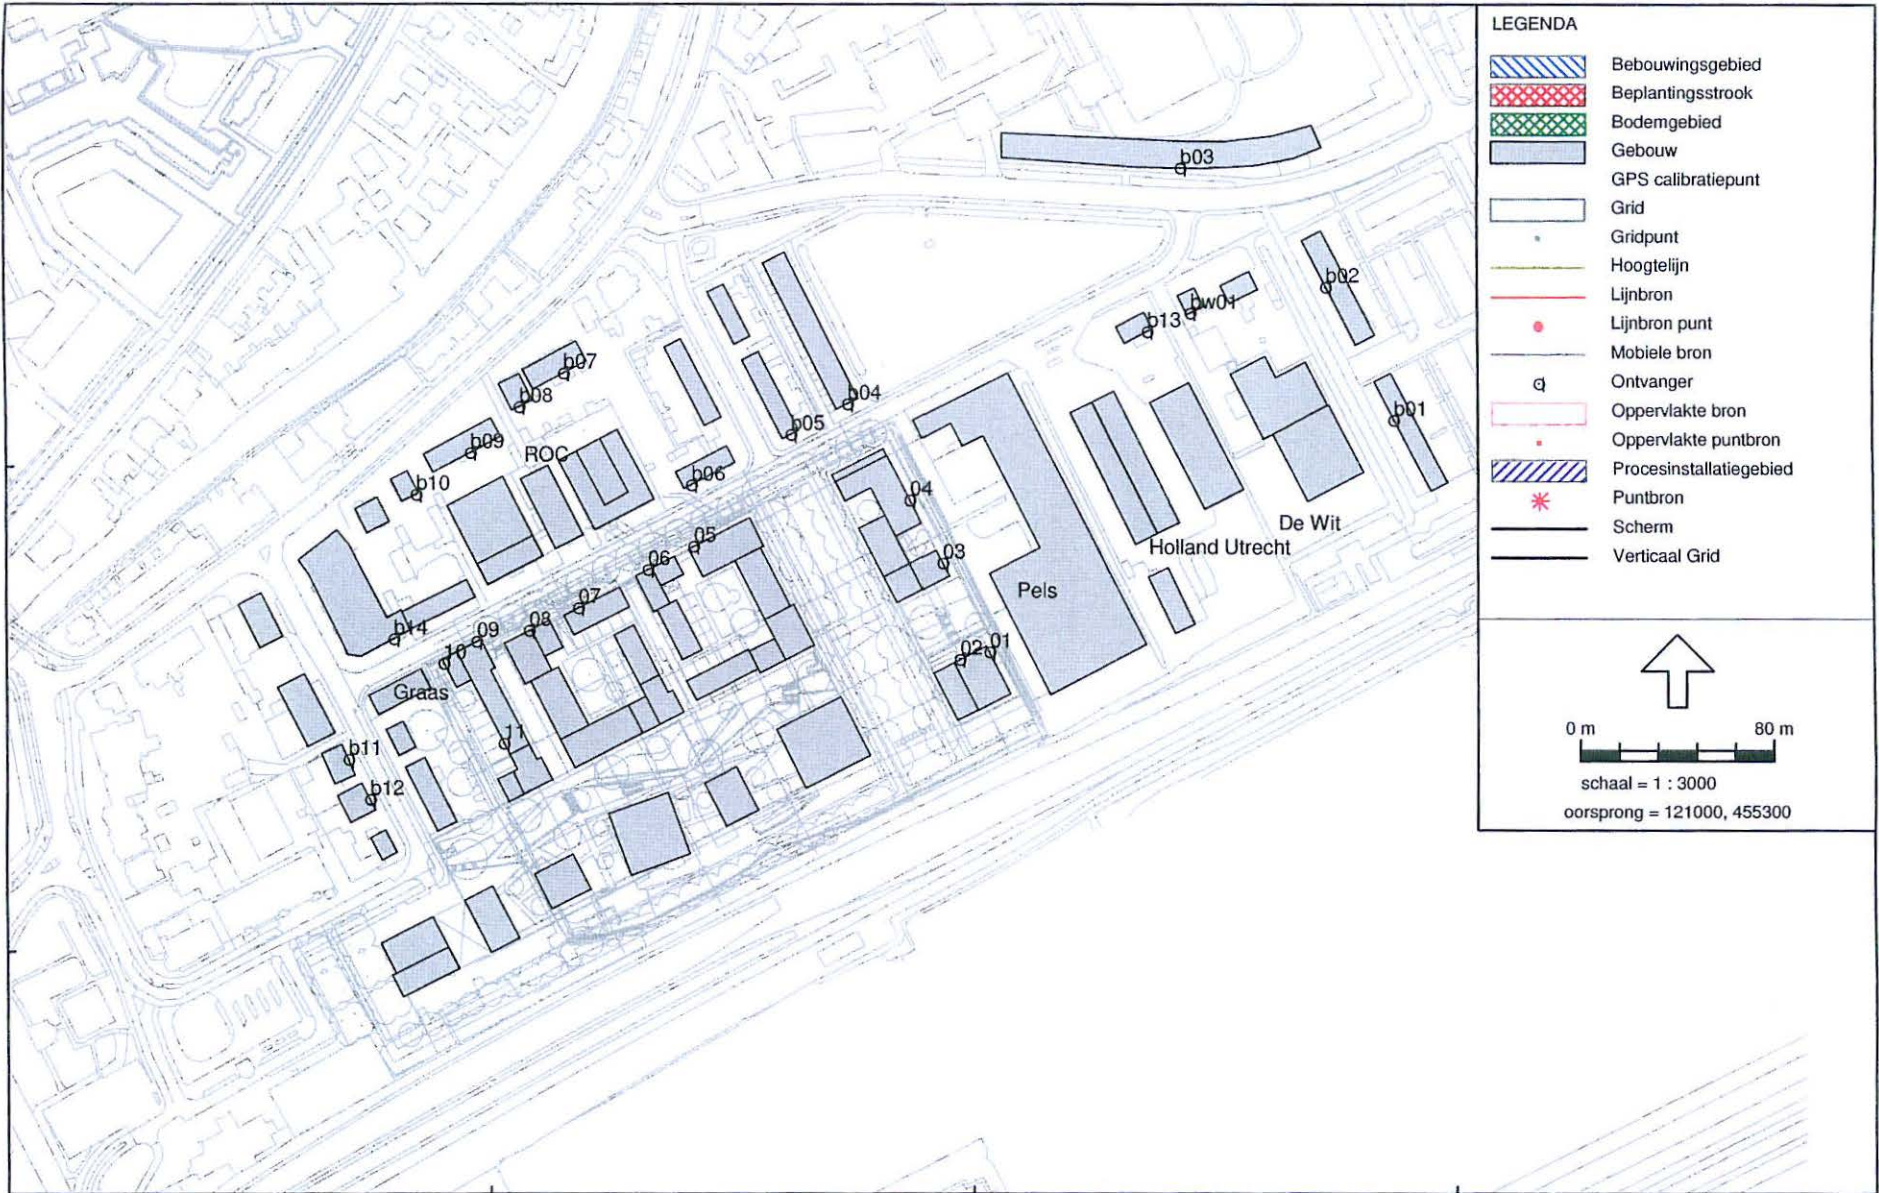 LEGENDA
Bebouwingsgebied
Beplantingsstrook
Bodemgebied
Gebouw
GPS calibratiepunt
Grid
Gridpunt
Hoogtelijn
Lijnbron
Lijnbron punt
Mobiele bron
Ontvanger
Oppervlakte bron
Oppervlakte puntbron
Procesinstallatiegebied
Puntbron
Scherm
Verticaal Grid
0 m 80 m
schaal = 1 : 3000
oorsprong = 121000, 455300
b03
b02
bw01
b13
b07
b08
b04
b01
b05
b09
ROC
b06
b10
04
De Wit
05
Holland Utrecht
06
03
Pels
07
08
b14
09
10
02
01
Graas
11
b11
b12